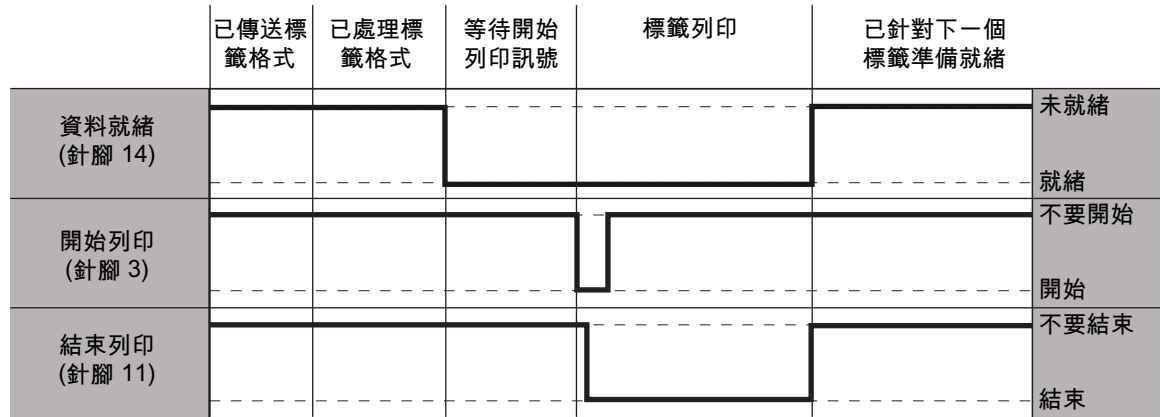 已傳送標
籤格式
已處理標
籤格式
等待開始
列印訊號
標籤列印
已針對下一個
標籤準備就緒
資料就緒
(針腳 14)
未就緒
就緒
開始列印
(針腳 3)
不要開始
開始
結束列印
(針腳 11)
不要結束
結束